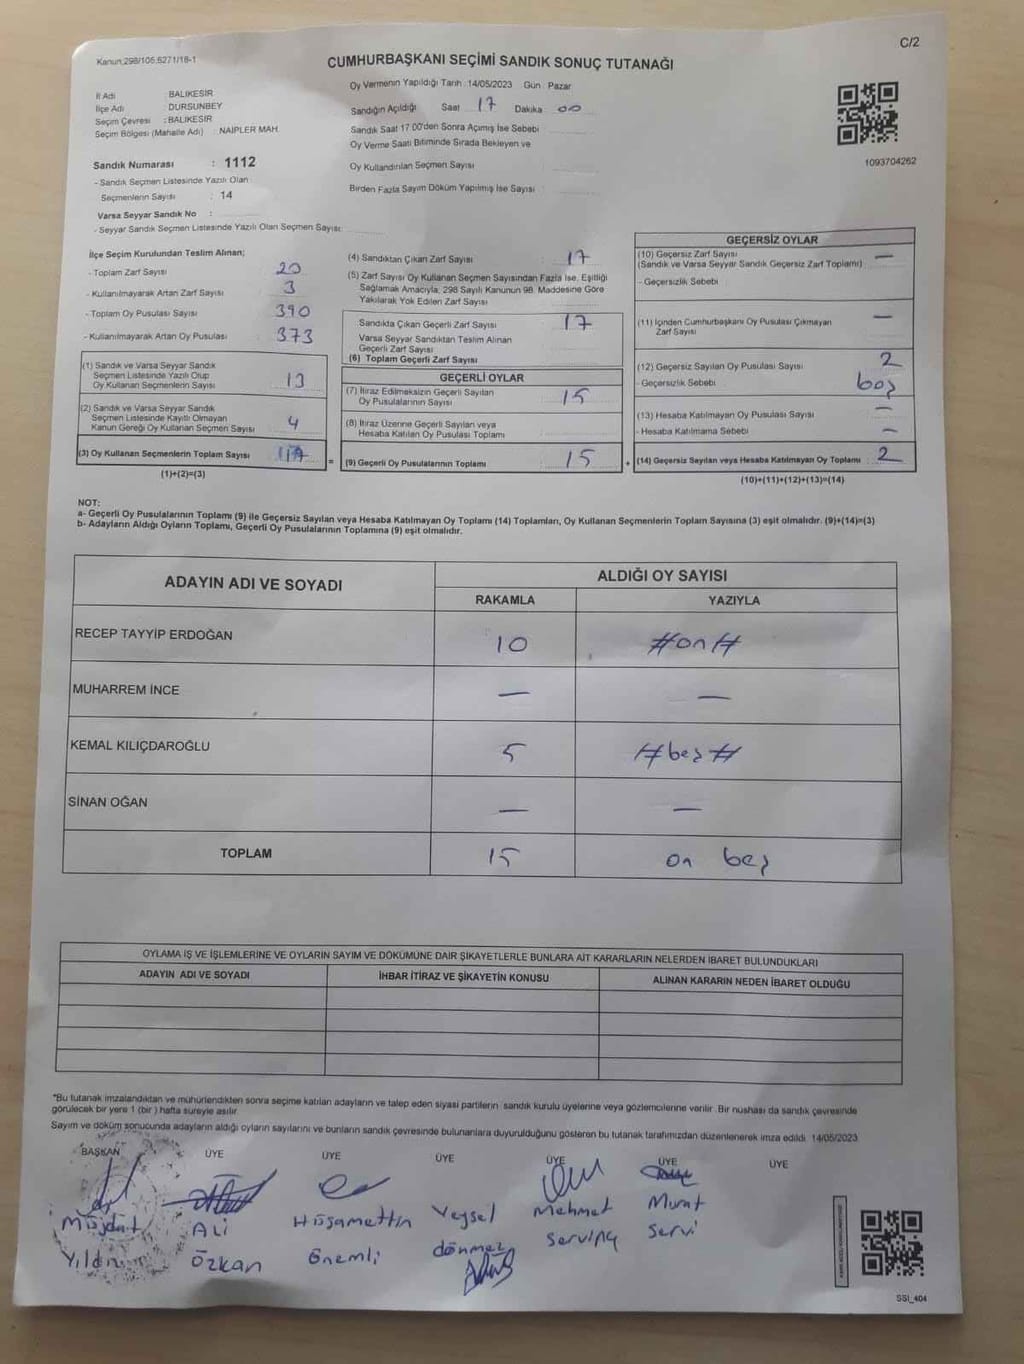 C/2
Kanun,298/106,6271/18-1
CUMHURBAŞKANI SEÇİMİ SANDIK SONUÇ TUTANAĞI
Oy Vermenin Yapıldığı Tarih : 14/05/2023 Gün : Pazar
İl Adı : BALIKESİR
İlçe Adı : DURSUNBEY
Seçim Çevresi : BALIKESİR
Seçim Bölgesi (Mahalle Adı) : NAİPLER MAH.
Sandığın Açıldığı Saat 17 Dakika 00
Sandık Saat 17:00'den Sonra Açımış İse Sebebi
Oy Verme Saati Bitiminde Sırada Bekleyen ve
Oy Kullandırılan Seçmen Sayısı
Birden Fazla Sayım Döküm Yapılmış İse Sayısı
1093704262
Sandık Numarası : 1112
- Sandık Seçmen Listesinde Yazılı Olan
Seçmenlerin Sayısı : 14
Varsa Seyyar Sandık No :
- Seyyar Sandık Seçmen Listesinde Yazılı Olan Seçmen Sayısı:
İlçe Seçim Kurulundan Teslim Alınan;
- Toplam Zarf Sayısı 20
- Kullanılmayarak Artan Zarf Sayısı 3
- Toplam Oy Pusulası Sayısı 390
- Kullanılmayarak Artan Oy Pusulası 373
(1) Sandık ve Varsa Seyyar Sandık
Seçmen Listesinde Yazılı Olup
Oy Kullanan Seçmenlerin Sayısı 13
(2) Sandık ve Varsa Seyyar Sandık
Seçmen Listesinde Kayıtlı Olmayan
Kanun Gereği Oy Kullanan Seçmen Sayısı 4
(3) Oy Kullanan Seçmenlerin Toplam Sayısı 17
(1)+(2)=(3)
(4) Sandıktan Çıkan Zarf Sayısı 17
(5) Zarf Sayısı Oy Kullanan Seçmen Sayısından Fazla İse, Eşitliği
Sağlamak Amacıyla, 298 Sayılı Kanunun 98. Maddesine Göre
Yakılarak Yok Edilen Zarf Sayısı
Sandıkta Çıkan Geçerli Zarf Sayısı 17
Varsa Seyyar Sandıktan Teslim Alınan
Geçerli Zarf Sayısı
(6) Toplam Geçerli Zarf Sayısı
GEÇERLİ OYLAR
(7) İtiraz Edilmeksizin Geçerli Sayılan
Oy Pusulalarının Sayısı 15
(8) İtiraz Üzerine Geçerli Sayılan veya
Hesaba Katılan Oy Pusulası Toplamı
= (9) Geçerli Oy Pusulalarının Toplamı 15 +
GEÇERSİZ OYLAR
(10) Geçersiz Zarf Sayısı —
(Sandık ve Varsa Seyyar Sandık Geçersiz Zarf Toplamı)
- Geçersizlik Sebebi
(11) İçinden Cumhurbaşkanı Oy Pusulası Çıkmayan —
Zarf Sayısı
(12) Geçersiz Sayılan Oy Pusulası Sayısı 2
- Geçersizlik Sebebi boş
(13) Hesaba Katılmayan Oy Pusulası Sayısı —
- Hesaba Katılmama Sebebi —
(14) Geçersiz Sayılan veya Hesaba Katılmayan Oy Toplamı 2
(10)+(11)+(12)+(13)=(14)
NOT:
a- Geçerli Oy Pusulalarının Toplamı (9) ile Geçersiz Sayılan veya Hesaba Katılmayan Oy Toplamı (14) Toplamları, Oy Kullanan Seçmenlerin Toplam Sayısına (3) eşit olmalıdır. (9)+(14)=(3)
b- Adayların Aldığı Oyların Toplamı, Geçerli Oy Pusulalarının Toplamına (9) eşit olmalıdır.
ADAYIN ADI VE SOYADI ALDIĞI OY SAYISI
RAKAMLA YAZIYLA
RECEP TAYYİP ERDOĞAN 10 #on#
MUHARREM İNCE — —
KEMAL KILIÇDAROĞLU 5 #beş#
SİNAN OĞAN — —
TOPLAM 15 on beş
OYLAMA İŞ VE İŞLEMLERİNE VE OYLARIN SAYIM VE DÖKÜMÜNE DAİR ŞİKAYETLERLE BUNLARA AİT KARARLARIN NELERDEN İBARET BULUNDUKLARI
ADAYIN ADI VE SOYADI İHBAR İTİRAZ VE ŞİKAYETİN KONUSU ALINAN KARARIN NEDEN İBARET OLDUĞU
*Bu tutanak imzalandıktan ve mühürlendikten sonra seçime katılan adayların ve talep eden siyasi partilerin sandık kurulu üyelerine veya gözlemcilerine verilir. Bir nüshası da sandık çevresinde
görülecek bir yere 1 (bir ) hafta süreyle asılır.
Sayım ve döküm sonucunda adayların aldığı oyların sayılarını ve bunların sandık çevresinde bulunanlara duyurulduğunu gösteren bu tutanak tarafımızdan düzenlenerek imza edildi. 14/05/2023
BAŞKAN ÜYE ÜYE ÜYE ÜYE ÜYE ÜYE
Müjdat Ali Hüsamettin Veysel Mehmet Murat
Özkan Önemli dönmez Servi
SSİ_404